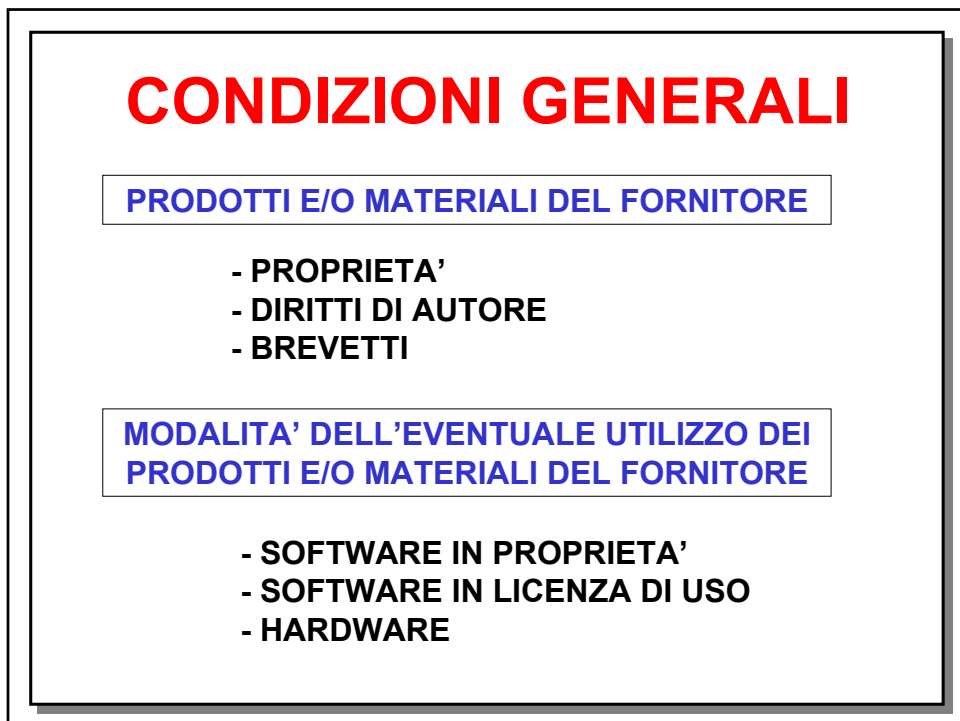 CONDIZIONI GENERALI
PRODOTTI E/O MATERIALI DEL FORNITORE
- PROPRIETA’
- DIRITTI DI AUTORE
- BREVETTI
MODALITA’ DELL’EVENTUALE UTILIZZO DEI
PRODOTTI E/O MATERIALI DEL FORNITORE
- SOFTWARE IN PROPRIETA’
- SOFTWARE IN LICENZA DI USO
- HARDWARE